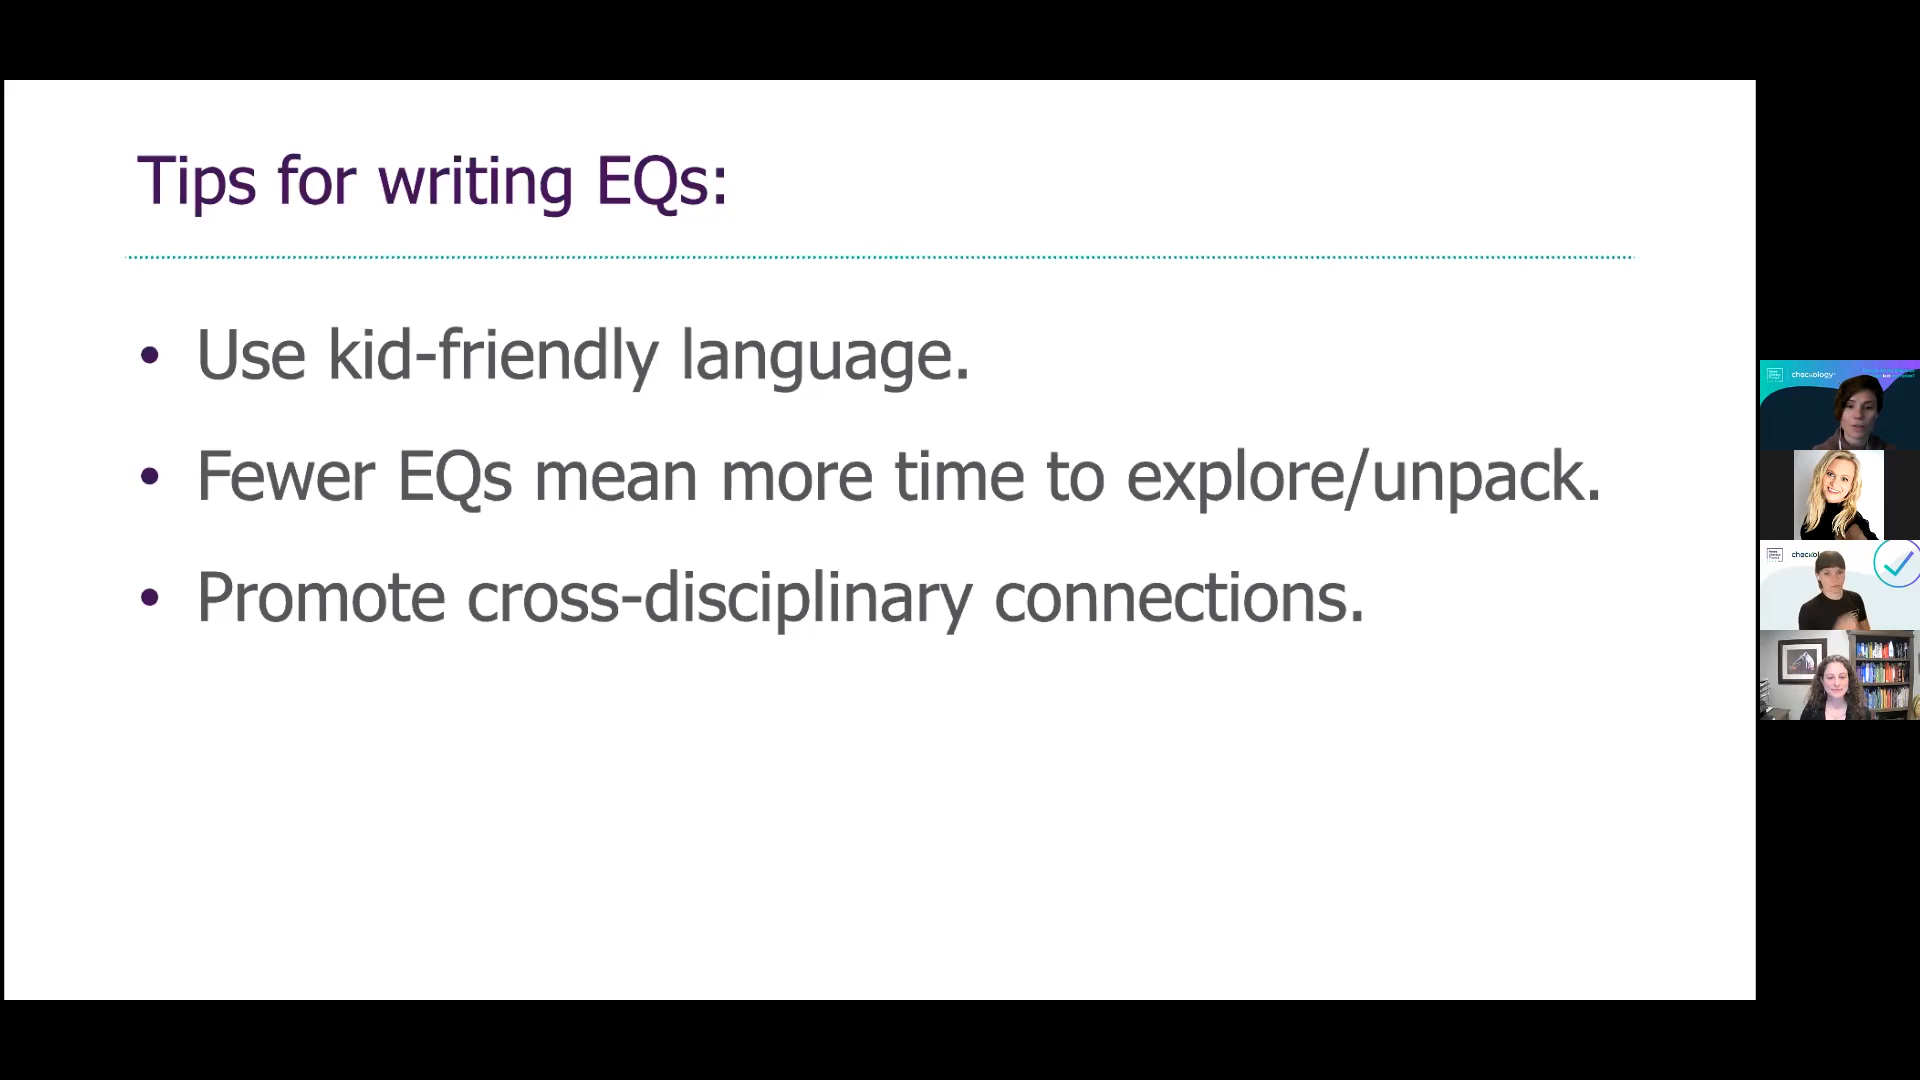 Tips for writing EQs:
• Use kid-friendly language.
• Fewer EQs mean more time to explore/unpack.
• Promote cross-disciplinary connections.
checkology